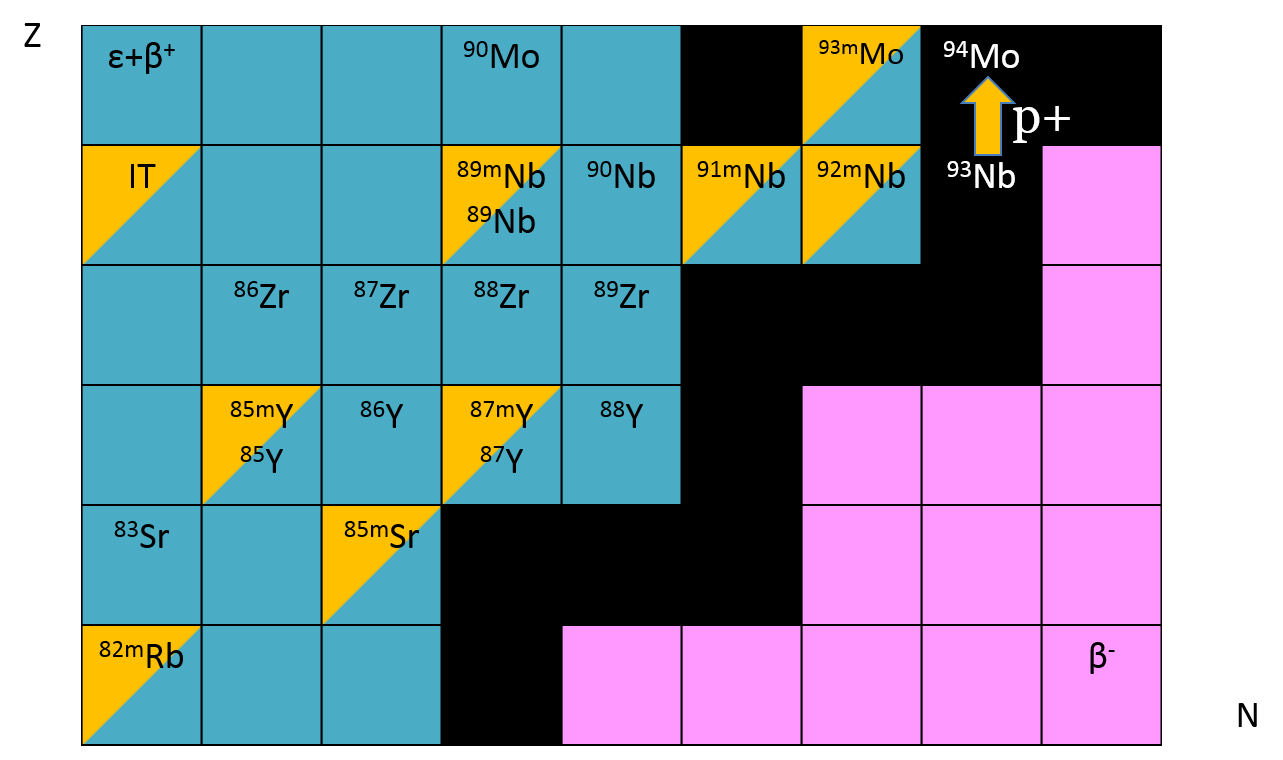 Z
ε+β⁺ ⁹⁰Mo ⁹³ᵐMo ⁹⁴Mo
p+
IT ⁸⁹ᵐNb ⁹⁰Nb ⁹¹ᵐNb ⁹²ᵐNb ⁹³Nb
⁸⁹Nb
⁸⁶Zr ⁸⁷Zr ⁸⁸Zr ⁸⁹Zr
⁸⁵ᵐY ⁸⁶Y ⁸⁷ᵐY ⁸⁸Y
⁸⁵Y ⁸⁷Y
⁸³Sr ⁸⁵ᵐSr
⁸²ᵐRb β⁻
N